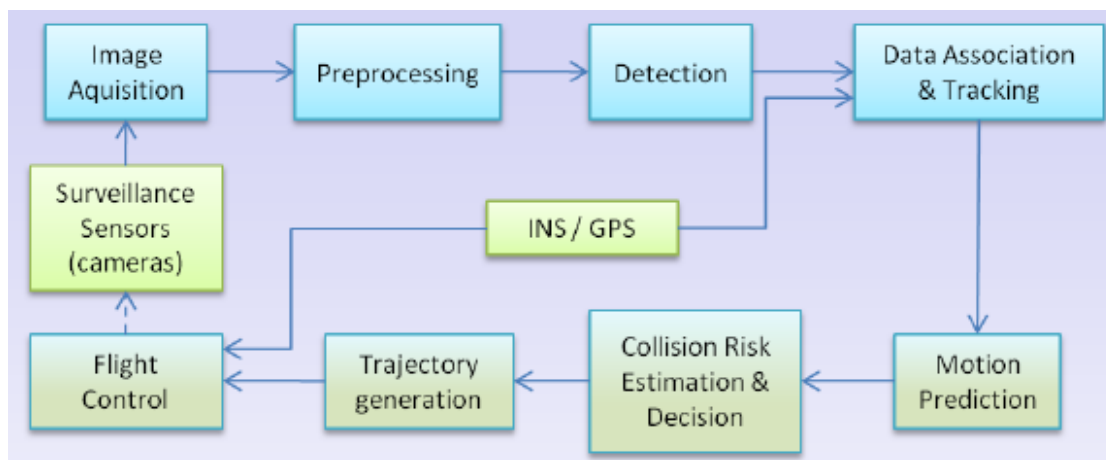 Image
Aquisition
Preprocessing
Detection
Data Association
& Tracking
Surveillance
Sensors
(cameras)
INS / GPS
Flight
Control
Trajectory
generation
Collision Risk
Estimation &
Decision
Motion
Prediction